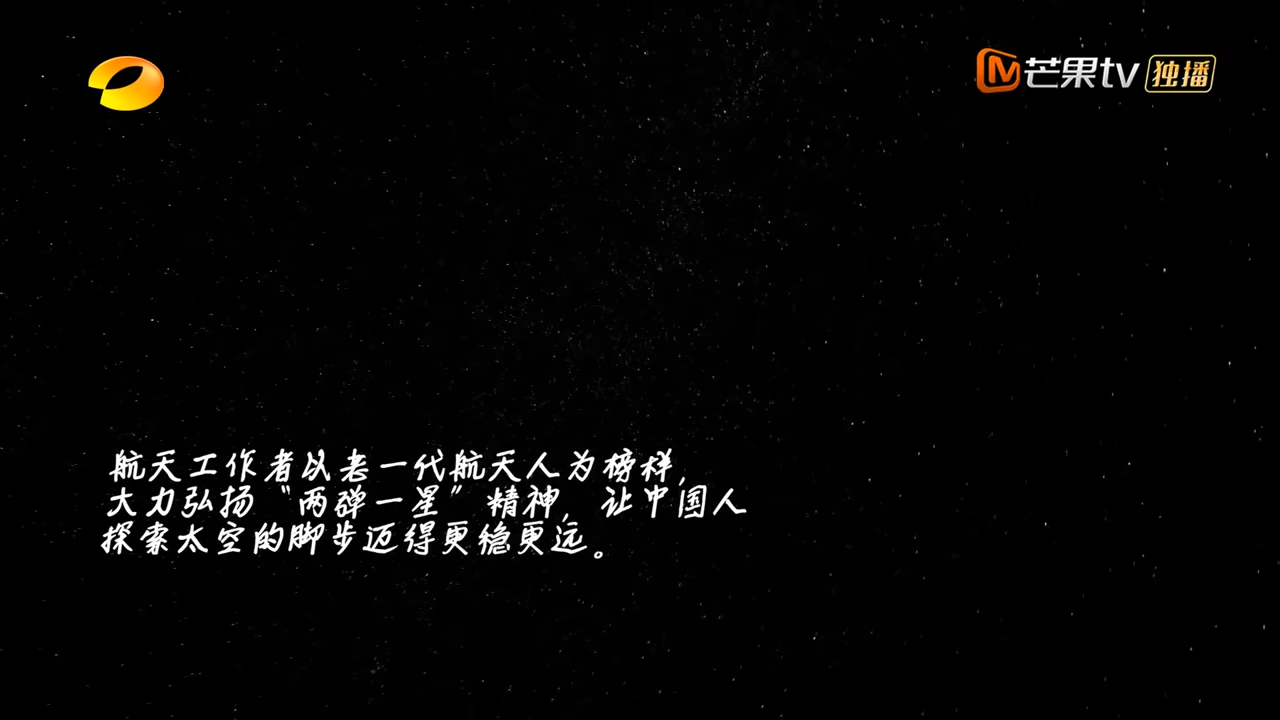 芒果tv 独播
航天工作者以老一代航天人为榜样，
大力弘扬“两弹一星”精神，让中国人
探索太空的脚步迈得更稳更远。